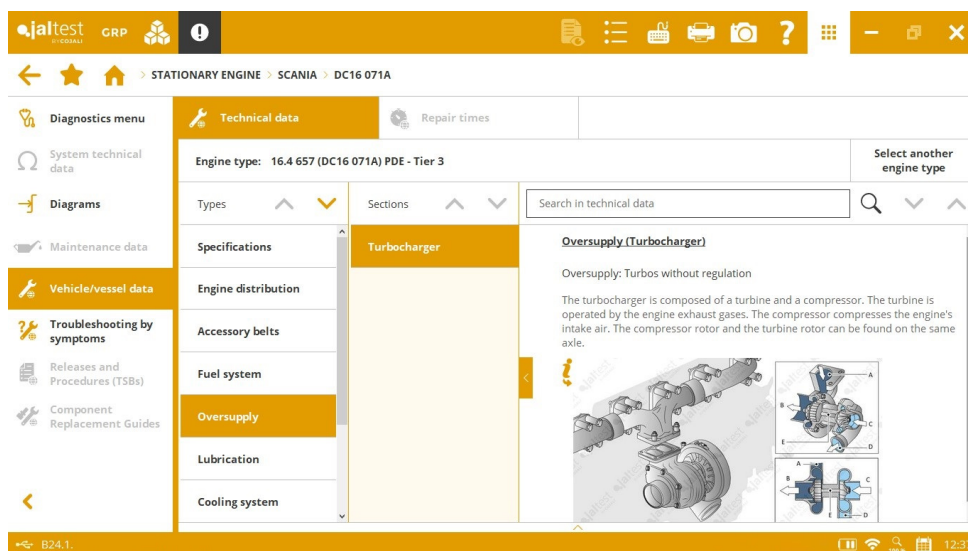 jaltest GRP
BY COJALI
> STATIONARY ENGINE > SCANIA > DC16 071A
Diagnostics menu
System technical
data
Diagrams
Maintenance data
Vehicle/vessel data
Troubleshooting by
symptoms
Releases and
Procedures (TSBs)
Component
Replacement Guides
Technical data
Repair times
Engine type: 16.4 657 (DC16 071A) PDE - Tier 3
Select another
engine type
Types
Sections
Search in technical data
Specifications
Engine distribution
Accessory belts
Fuel system
Oversupply
Lubrication
Cooling system
Turbocharger
Oversupply (Turbocharger)
Oversupply: Turbos without regulation
The turbocharger is composed of a turbine and a compressor. The turbine is
operated by the engine exhaust gases. The compressor compresses the engine's
intake air. The compressor rotor and the turbine rotor can be found on the same
axle.
A
B
C
E
D
A
B
C
E
D
B24.1.